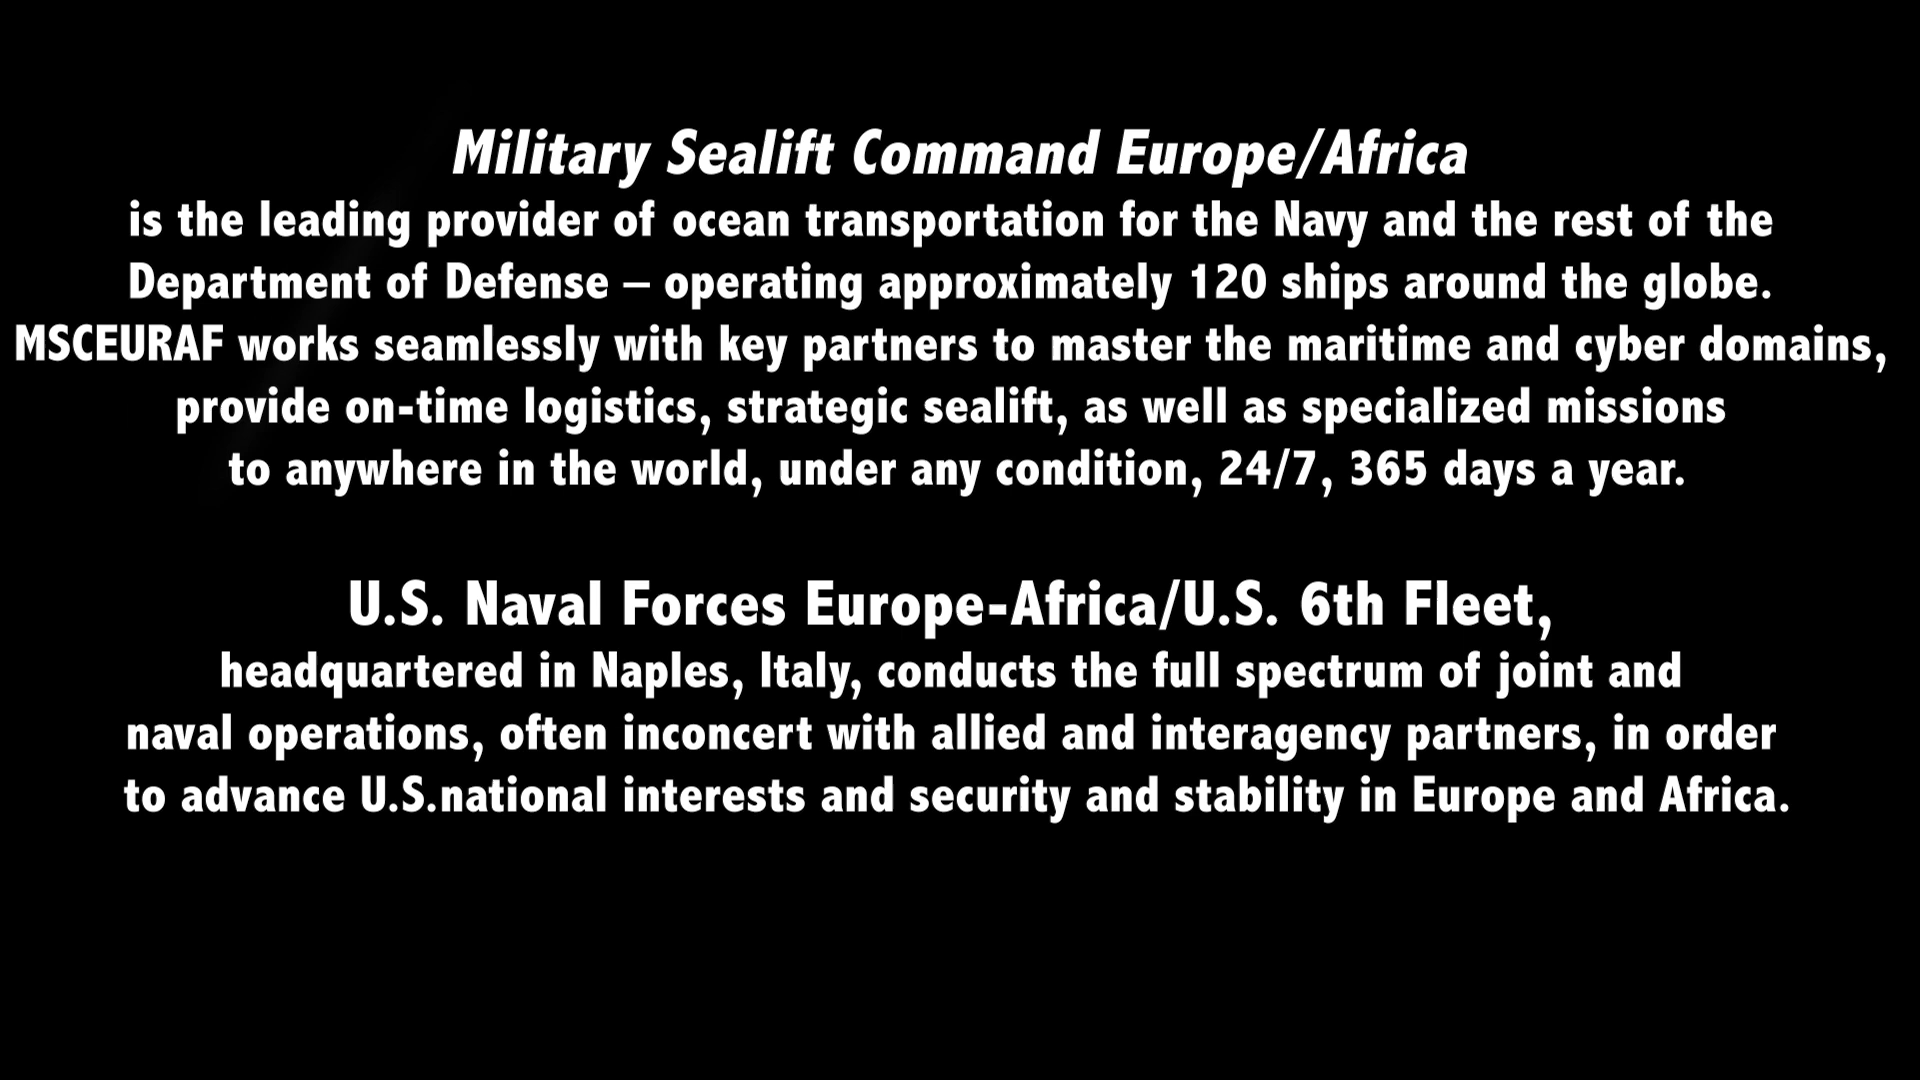 Military Sealift Command Europe/Africa
is the leading provider of ocean transportation for the Navy and the rest of the
Department of Defense – operating approximately 120 ships around the globe.
MSCEURAF works seamlessly with key partners to master the maritime and cyber domains,
provide on-time logistics, strategic sealift, as well as specialized missions
to anywhere in the world, under any condition, 24/7, 365 days a year.
U.S. Naval Forces Europe-Africa/U.S. 6th Fleet,
headquartered in Naples, Italy, conducts the full spectrum of joint and
naval operations, often inconcert with allied and interagency partners, in order
to advance U.S.national interests and security and stability in Europe and Africa.